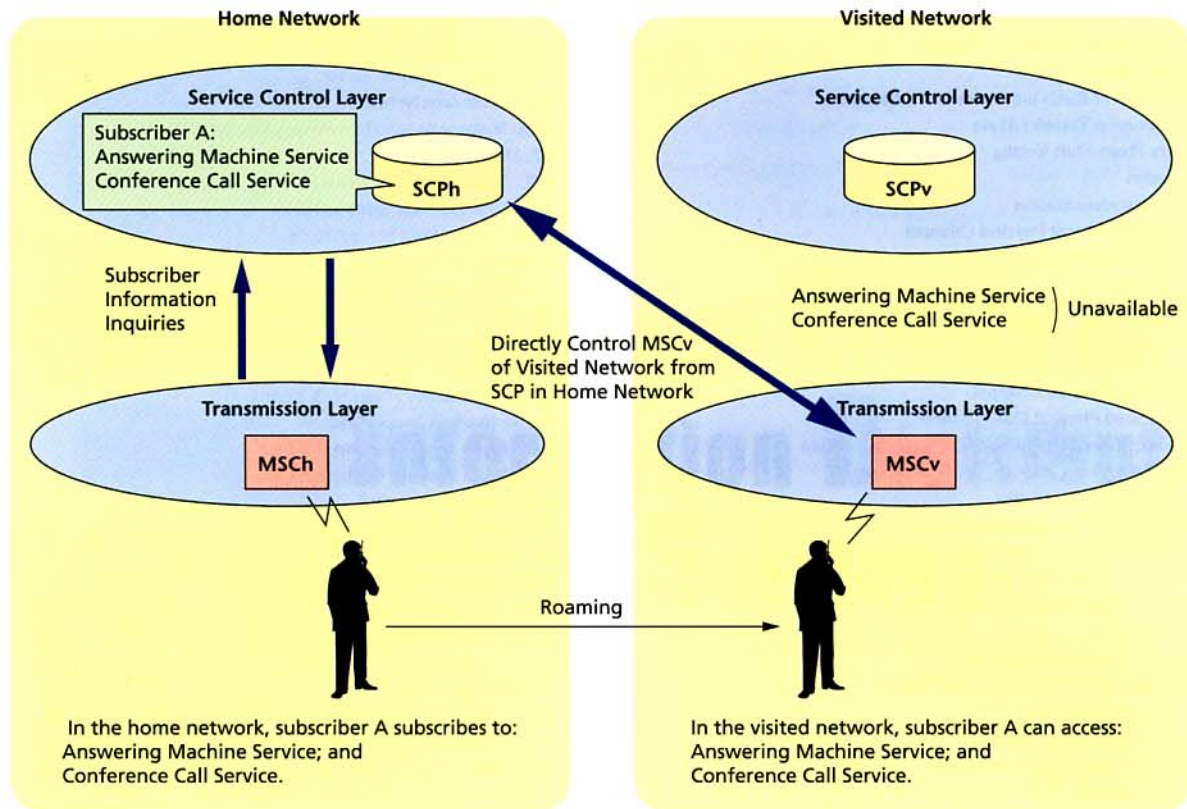 Home Network
Service Control Layer
Subscriber A:
Answering Machine Service
Conference Call Service
SCPh
Subscriber
Information
Inquiries
Transmission Layer
MSCh
Visited Network
Service Control Layer
SCPv
Answering Machine Service
Conference Call Service
Unavailable
Directly Control MSCv
of Visited Network from
SCP in Home Network
Transmission Layer
MSCv
Roaming
In the home network, subscriber A subscribes to:
Answering Machine Service; and
Conference Call Service.
In the visited network, subscriber A can access:
Answering Machine Service; and
Conference Call Service.